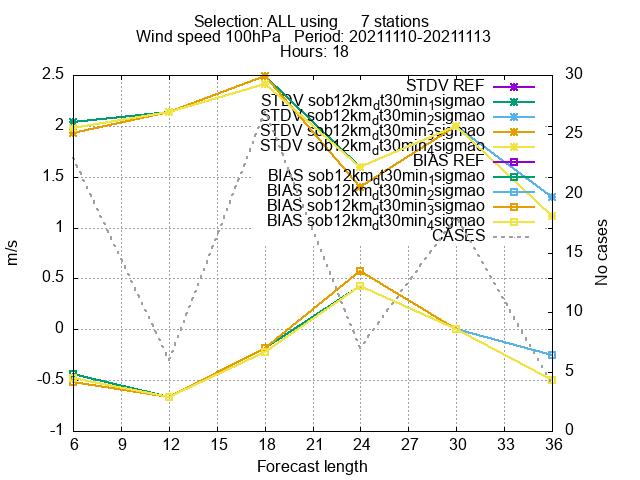 Selection: ALL using 7 stations
Wind speed 100hPa Period: 20211110-20211113
Hours: 18
STDV REF
STDV sob12km_dt30min_1sigmao
STDV sob12km_dt30min_2sigmao
STDV sob12km_dt30min_3sigmao
STDV sob12km_dt30min_4sigmao
BIAS REF
BIAS sob12km_dt30min_1sigmao
BIAS sob12km_dt30min_2sigmao
BIAS sob12km_dt30min_3sigmao
BIAS sob12km_dt30min_4sigmao
CASES
2.5
2
1.5
1
0.5
0
-0.5
-1
m/s
30
25
20
15
10
5
0
No cases
6 9 12 15 18 21 24 27 30 33 36
Forecast length